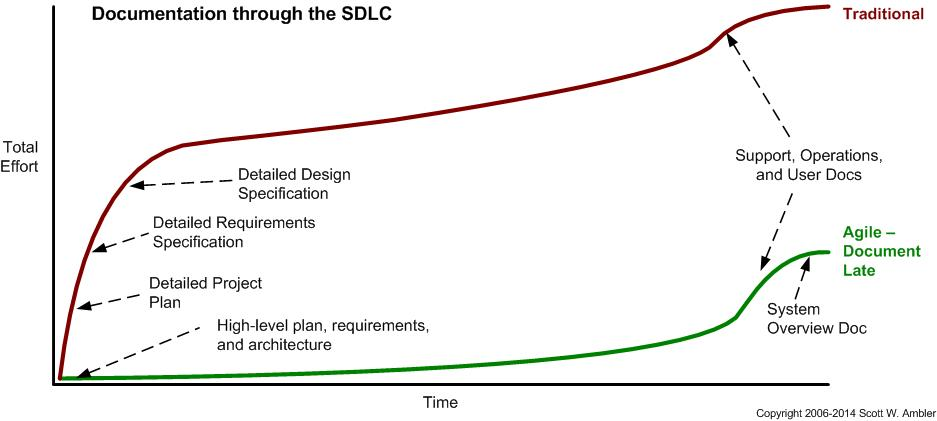 Documentation through the SDLC
Traditional
Total
Effort
Support, Operations,
and User Docs
Detailed Design
Specification
Detailed Requirements
Specification
Agile –
Document
Late
Detailed Project
Plan
System
Overview Doc
High-level plan, requirements,
and architecture
Time
Copyright 2006-2014 Scott W. Ambler